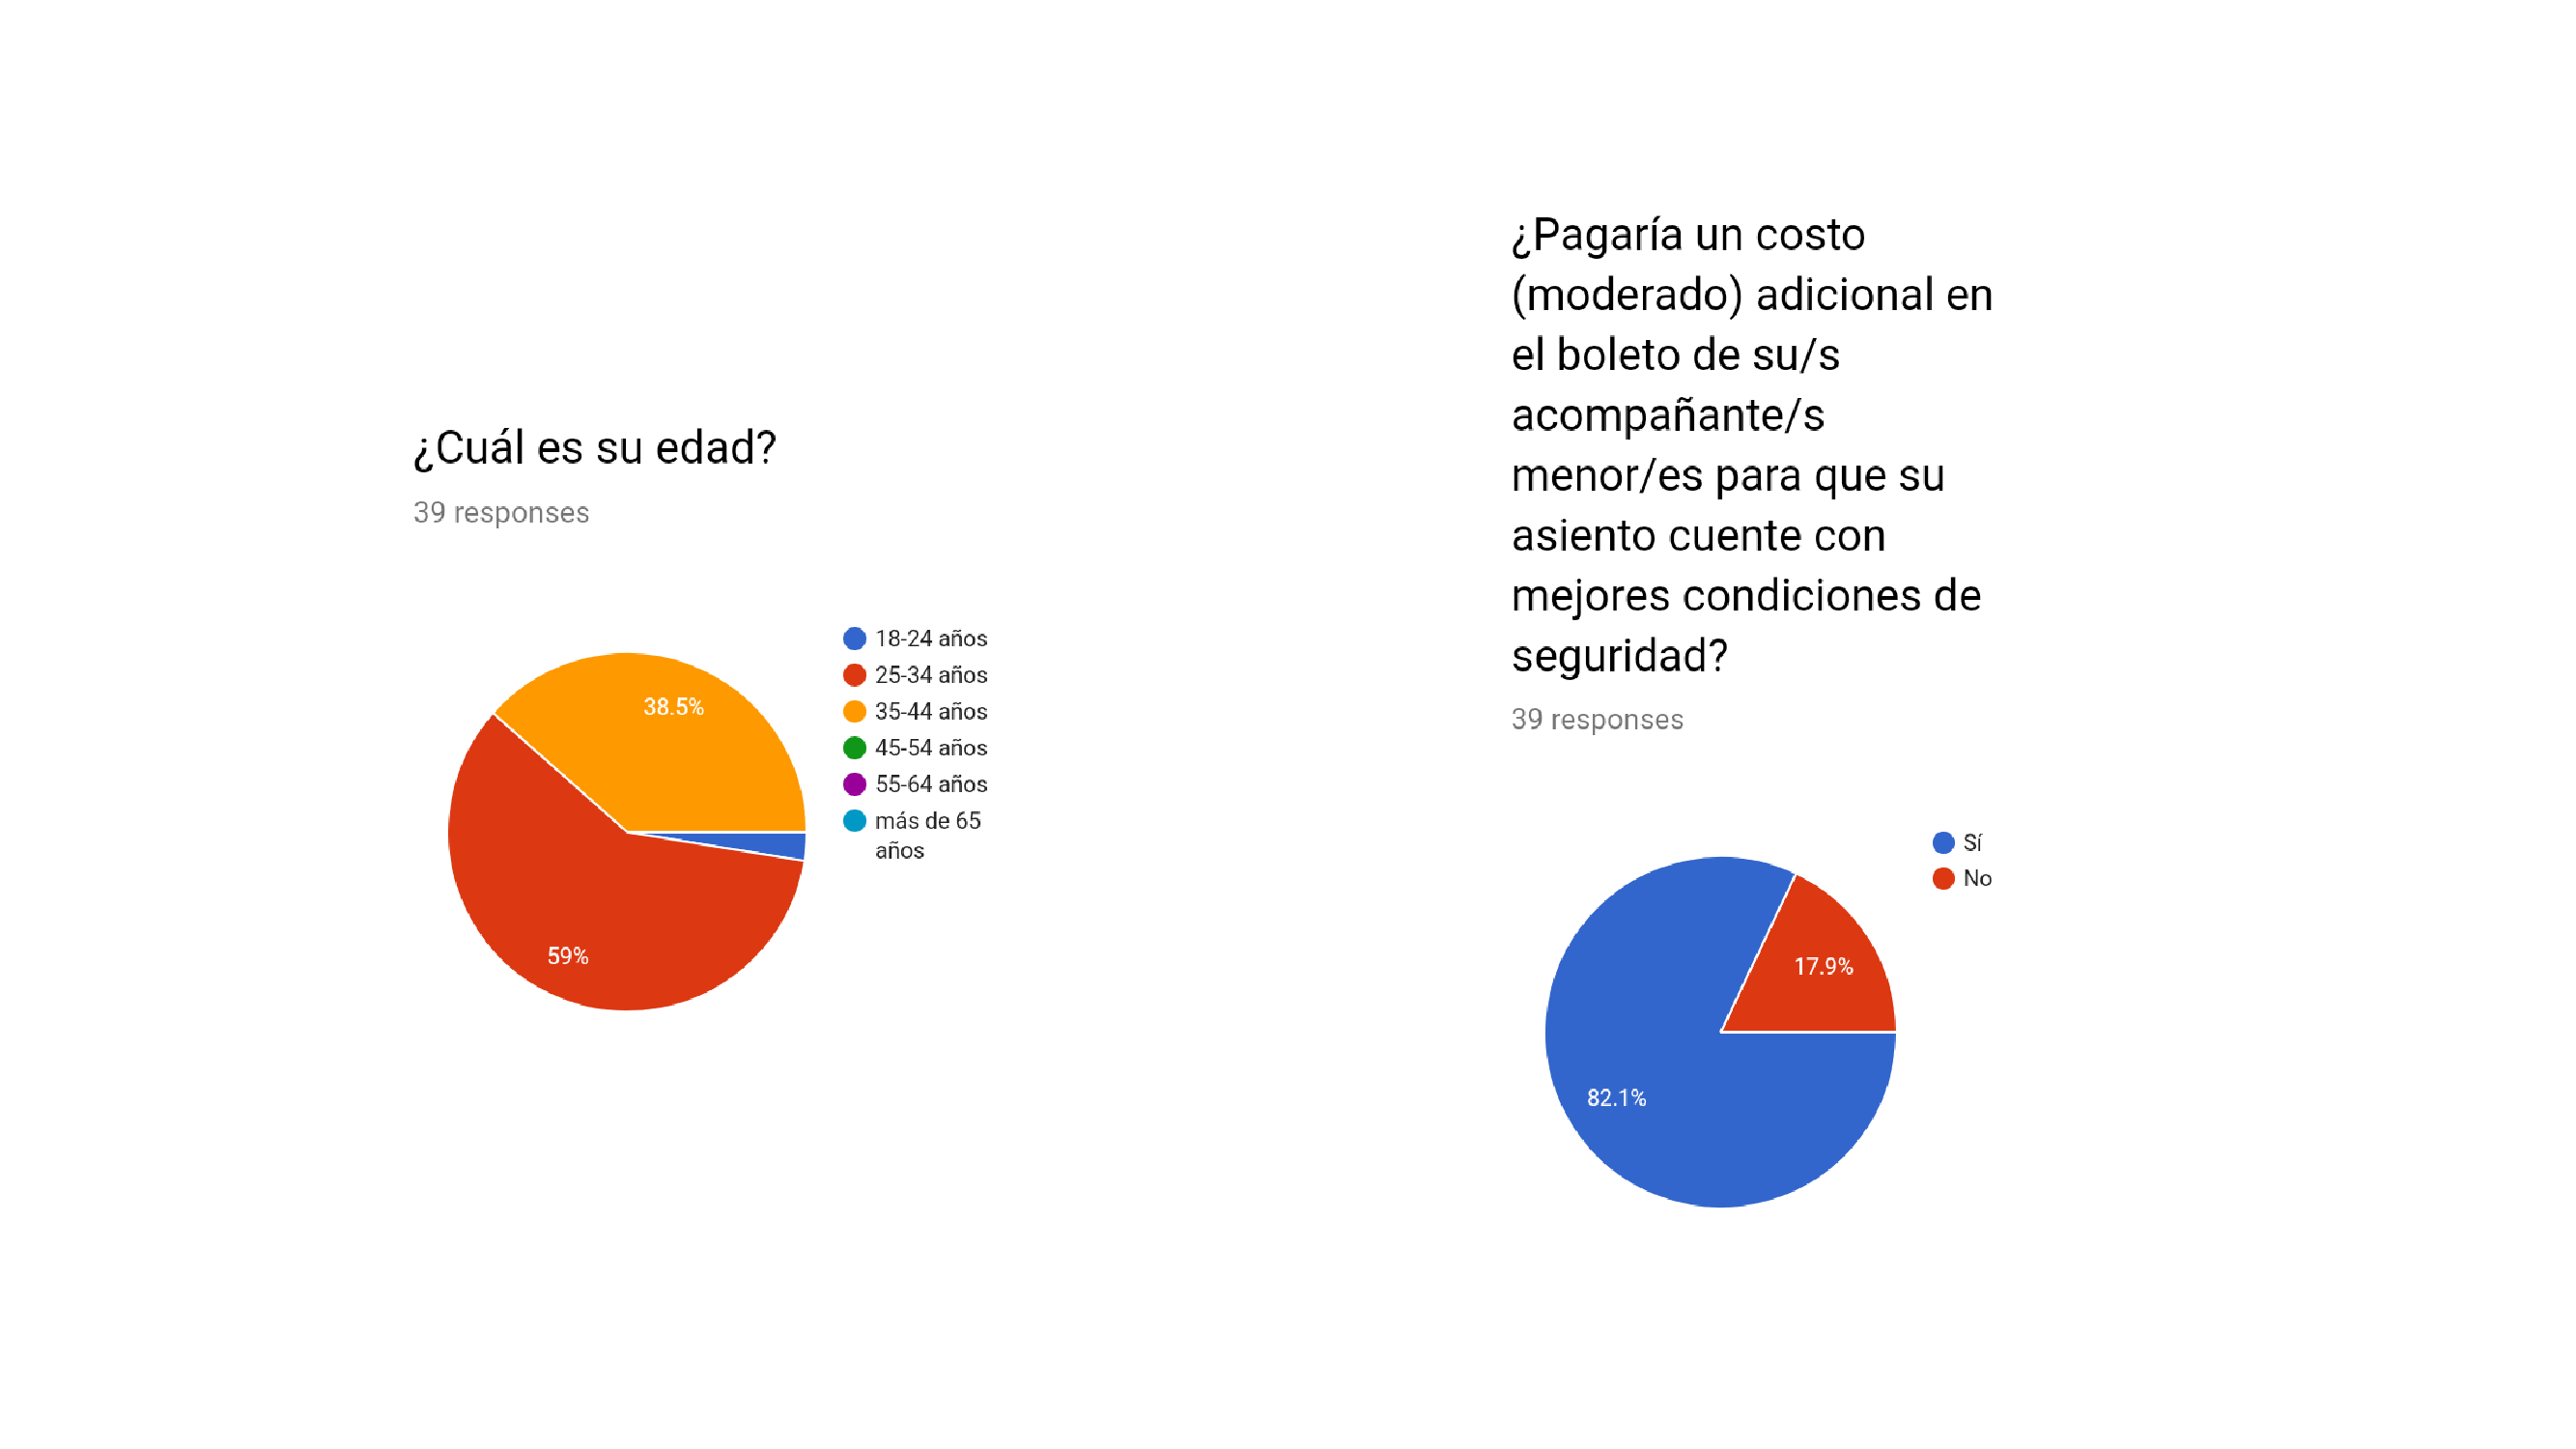 ¿Cuál es su edad?
39 responses
18-24 años
25-34 años
35-44 años
45-54 años
55-64 años
más de 65
años
38.5%
59%
¿Pagaría un costo
(moderado) adicional en
el boleto de su/s
acompañante/s
menor/es para que su
asiento cuente con
mejores condiciones de
seguridad?
39 responses
Sí
No
17.9%
82.1%